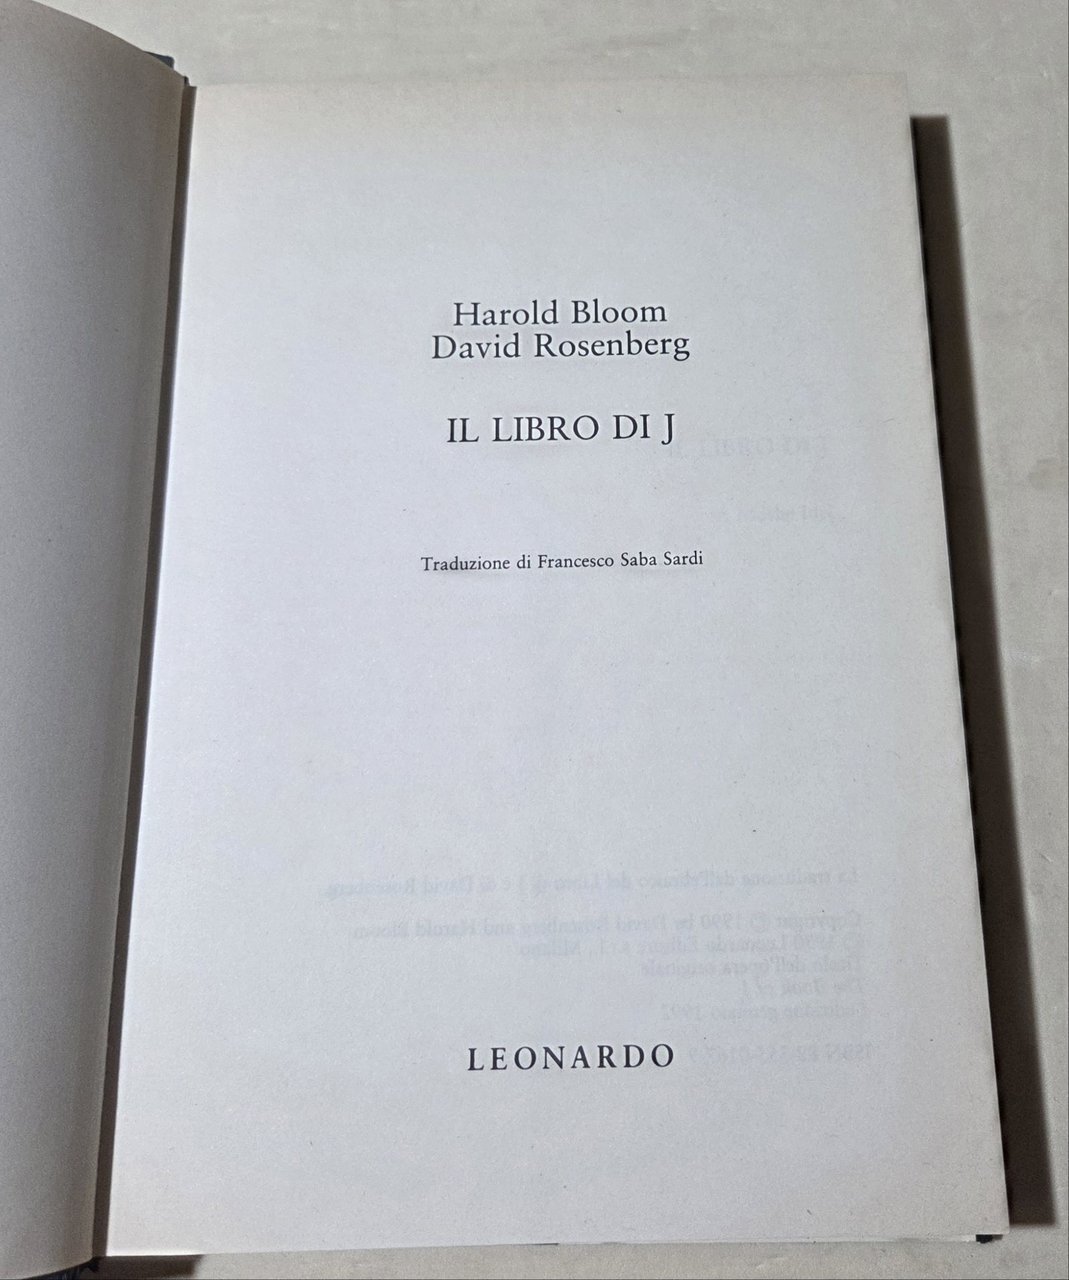 Harold Bloom
David Rosenberg
IL LIBRO DI J
Traduzione di Francesco Saba Sardi
LEONARDO